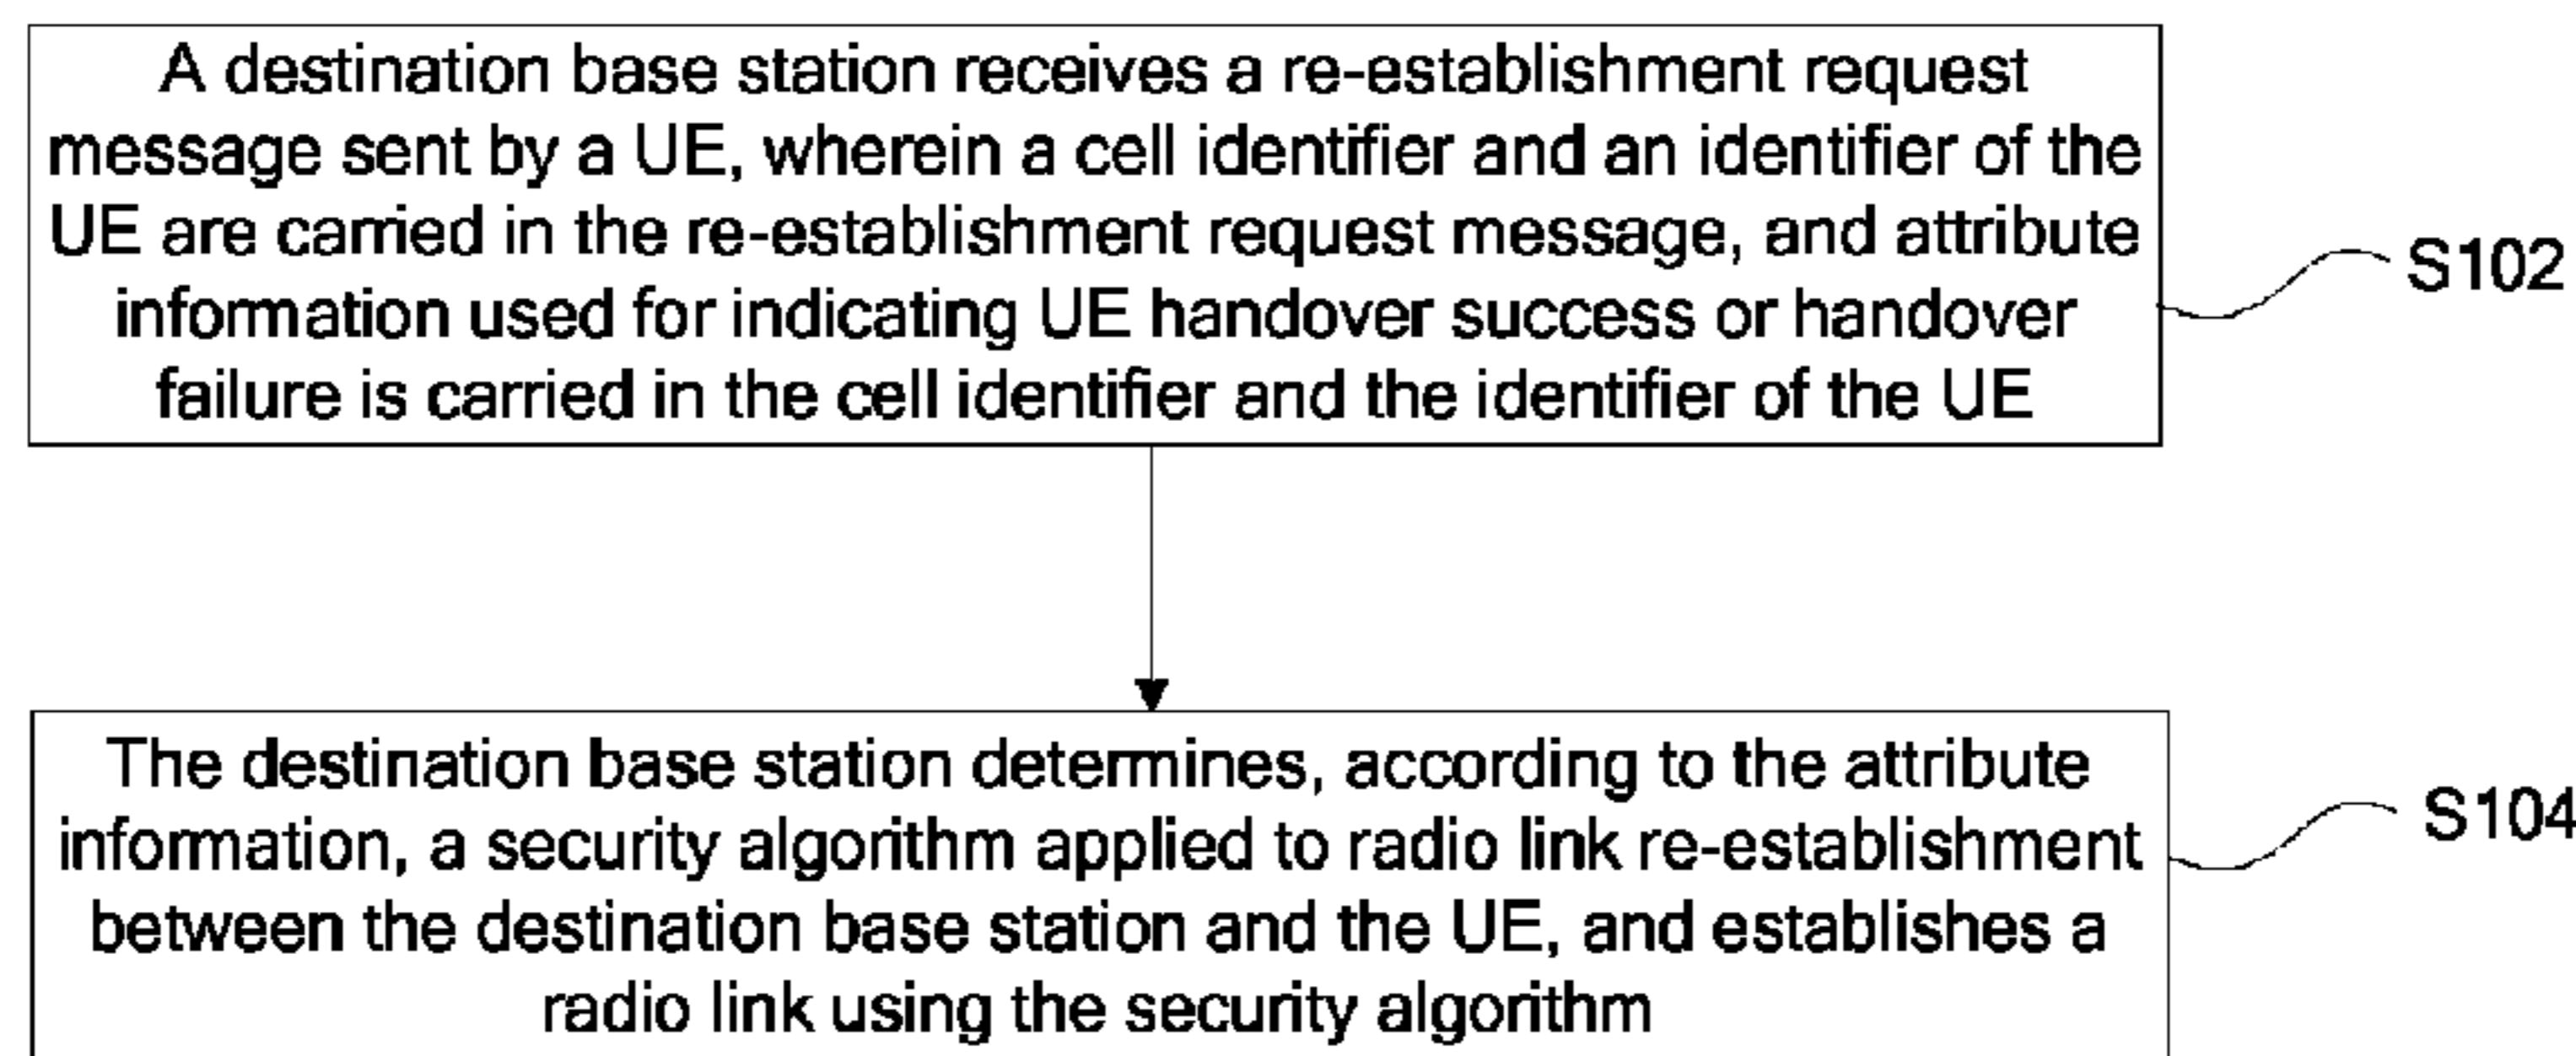 A destination base station receives a re-establishment request
message sent by a UE, wherein a cell identifier and an identifier of the
UE are carried in the re-establishment request message, and attribute
information used for indicating UE handover success or handover
failure is carried in the cell identifier and the identifier of the UE
S102
The destination base station determines, according to the attribute
information, a security algorithm applied to radio link re-establishment
between the destination base station and the UE, and establishes a
radio link using the security algorithm
S104